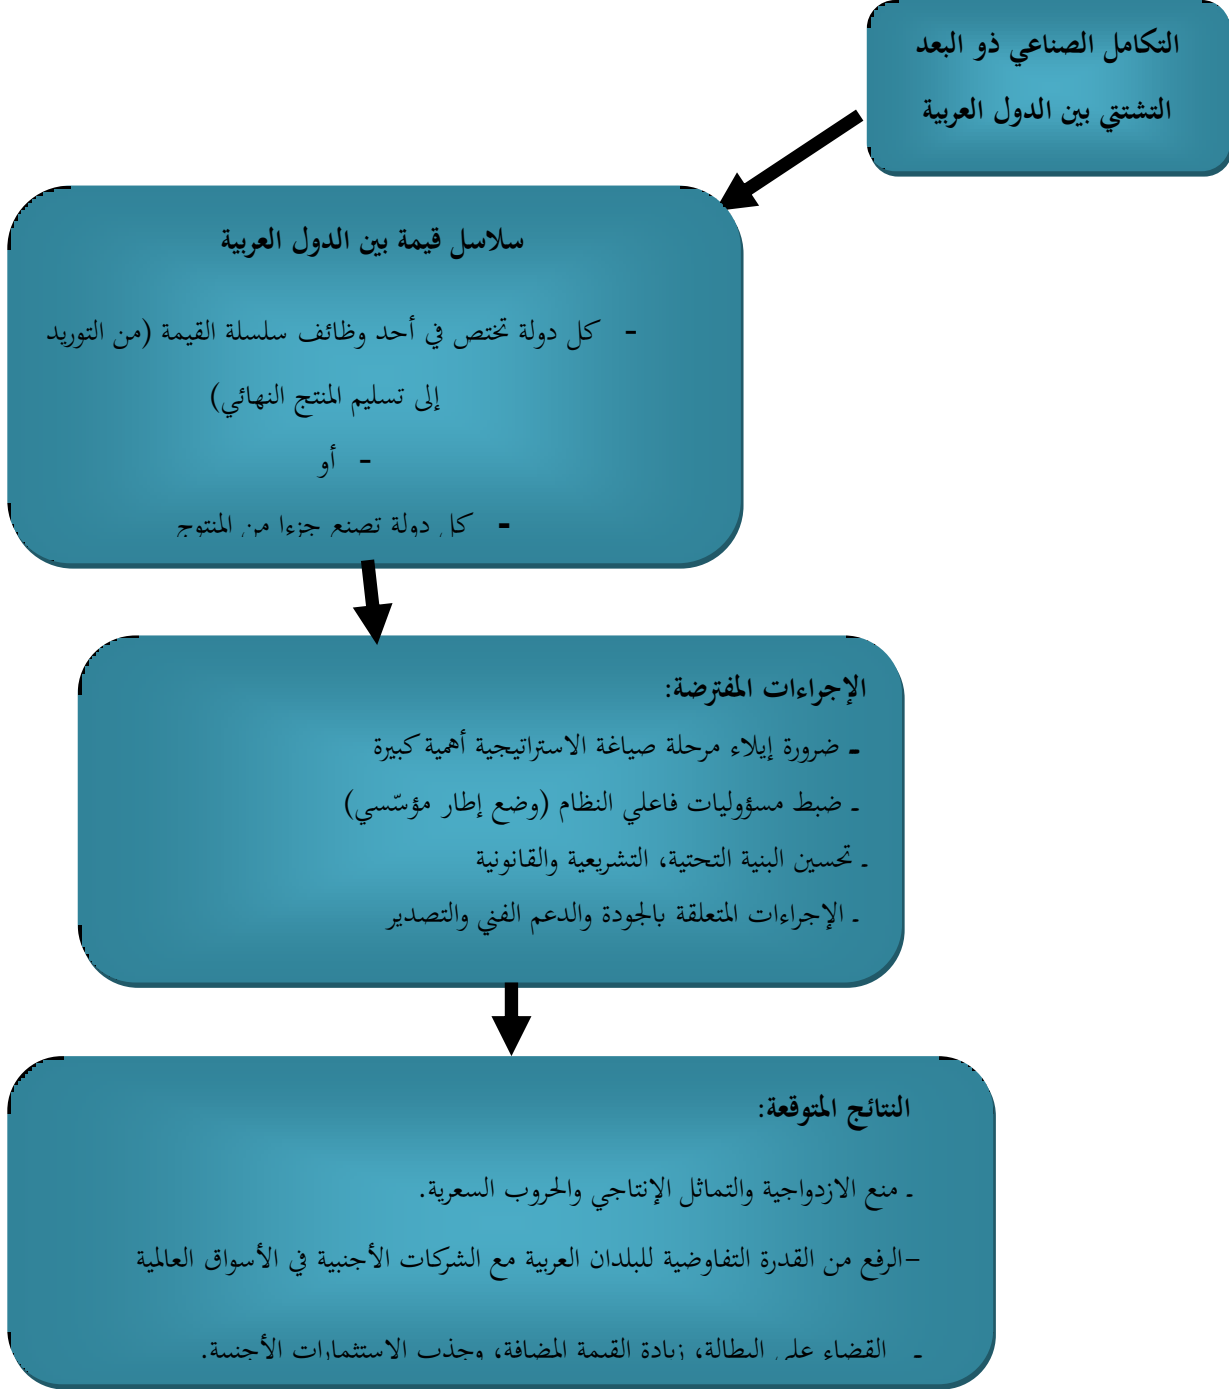 التكامل الصناعي ذو البعد
التشتتي بين الدول العربية
سلاسل قيمة بين الدول العربية
- كل دولة تختص في أحد وظائف سلسلة القيمة (من التوريد
إلى تسليم المنتج النهائي)
- أو
- كل دولة تصنع جزءا من المنتوج
الإجراءات المفترضة:
- ضرورة إيلاء مرحلة صياغة الاستراتيجية أهمية كبيرة
- ضبط مسؤوليات فاعلي النظام (وضع إطار مؤسّسي)
- تحسين البنية التحتية، التشريعية والقانونية
- الإجراءات المتعلقة بالجودة والدعم الفني والتصدير
النتائج المتوقعة:
- منع الازدواجية والتماثل الإنتاجي والحروب السعرية.
-الرفع من القدرة التفاوضية للبلدان العربية مع الشركات الأجنبية في الأسواق العالمية
- القضاء على البطالة، زيادة القيمة المضافة، وجذب الاستثمارات الأجنبية.